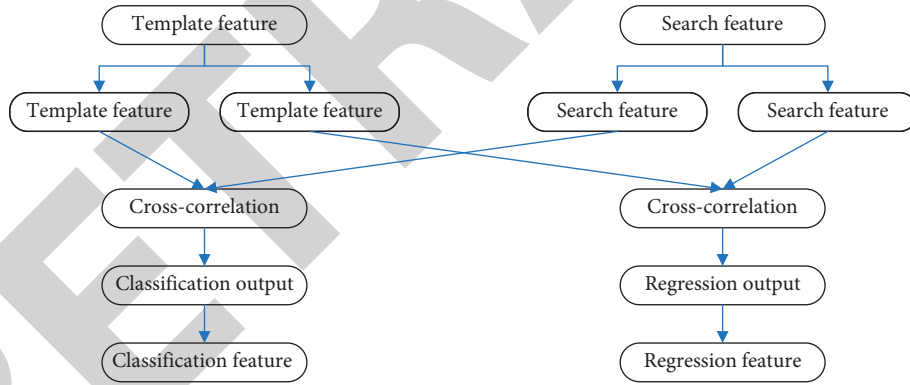 Template feature
Search feature
Template feature
Template feature
Search feature
Search feature
Cross-correlation
Cross-correlation
Classification output
Regression output
Classification feature
Regression feature